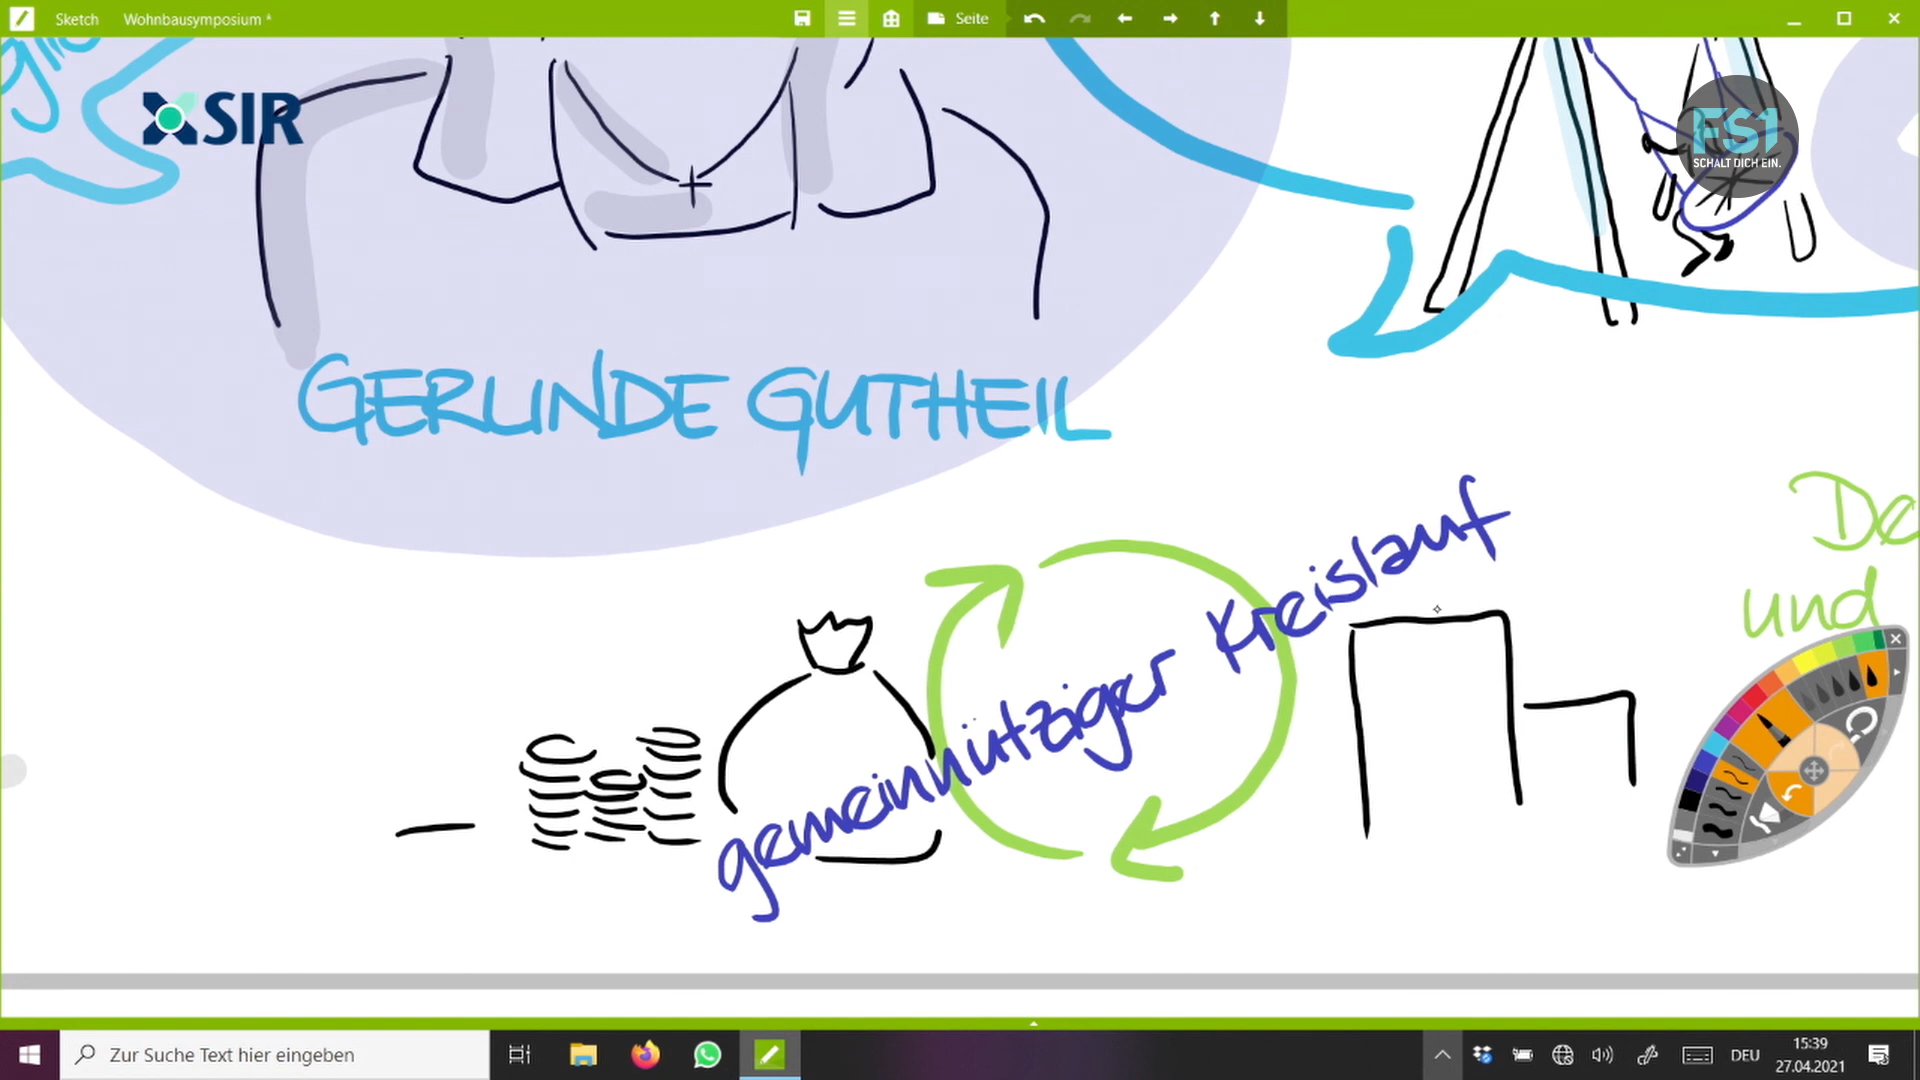 Sketch
Wohnbausymposium *
Seite
SIR
FS1
SCHALT DICH EIN.
GERLINDE GUTHEIL
gemeinnütziger Kreislauf
De
und
Zur Suche Text hier eingeben
DEU
15:39
27.04.2021